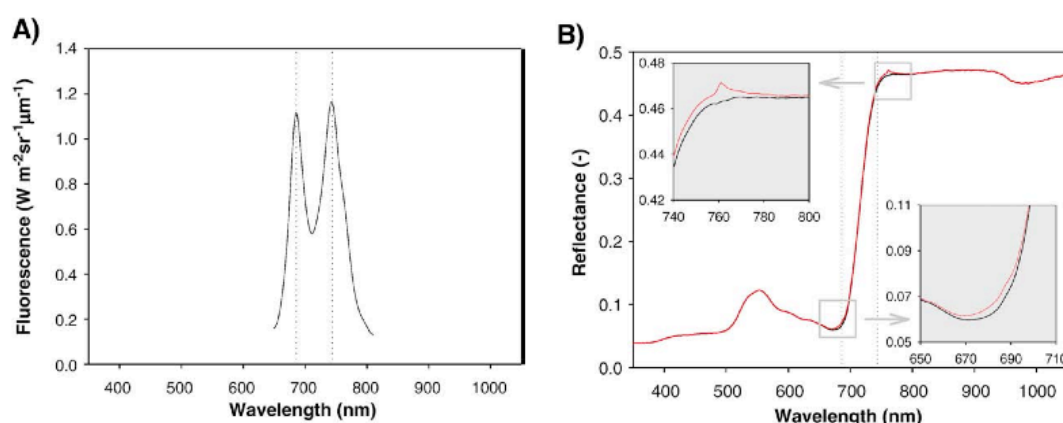 A)
1.4
1.2
1.0
0.8
0.6
0.4
0.2
0.0
Fluorescence (W m-2sr-1μm-1)
400 500 600 700 800 900 1000
Wavelength (nm)
B)
0.5
0.4
0.3
0.2
0.1
0.0
Reflectance (-)
0.48
0.46
0.44
0.42
740 760 780 800
0.11
0.09
0.07
0.05
650 670 690 710
400 500 600 700 800 900 1000
Wavelength (nm)